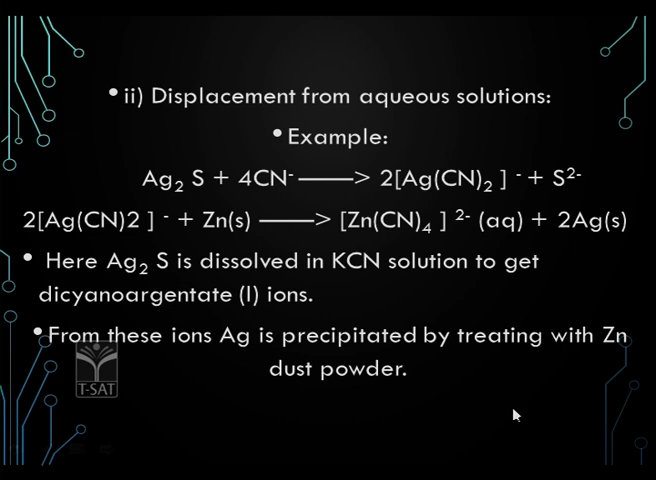 • ii) Displacement from aqueous solutions:
• Example:
Ag₂ S + 4CN⁻ ———> 2[Ag(CN)₂ ] ⁻ + S²⁻
2[Ag(CN)2 ] ⁻ + Zn(s) ———> [Zn(CN)₄ ] ²⁻ (aq) + 2Ag(s)
• Here Ag₂ S is dissolved in KCN solution to get
dicyanoargentate (I) ions.
• From these ions Ag is precipitated by treating with Zn
dust powder.
T-SAT